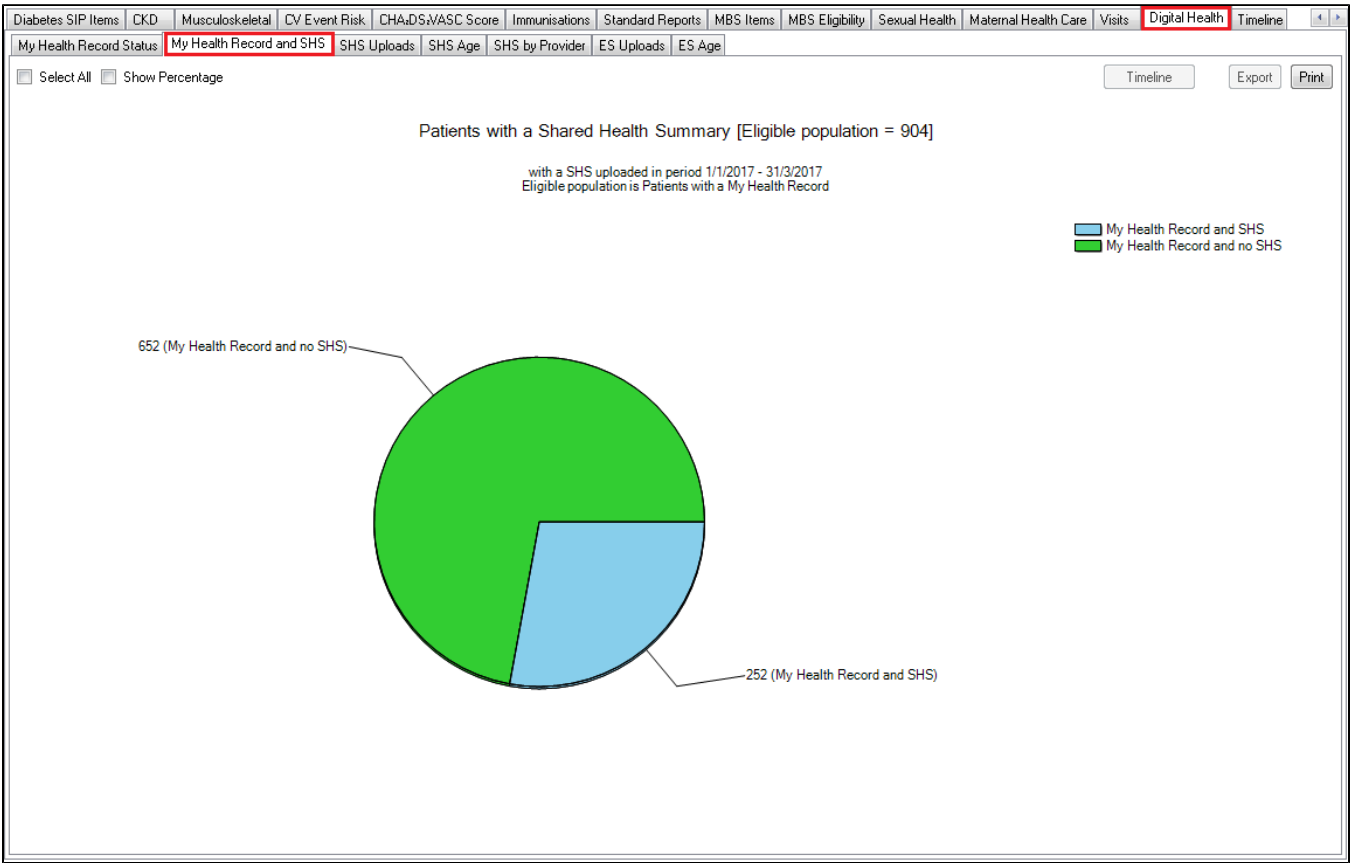 Diabetes SIP Items CKD Musculoskeletal CV Event Risk CHA₂DS₂VASC Score Immunisations Standard Reports MBS Items MBS Eligibility Sexual Health Maternal Health Care Visits Digital Health Timeline
My Health Record Status My Health Record and SHS SHS Uploads SHS Age SHS by Provider ES Uploads ES Age
Select All Show Percentage Timeline Export Print
Patients with a Shared Health Summary [Eligible population = 904]
with a SHS uploaded in period 1/1/2017 - 31/3/2017
Eligible population is Patients with a My Health Record
My Health Record and SHS
My Health Record and no SHS
652 (My Health Record and no SHS)
252 (My Health Record and SHS)